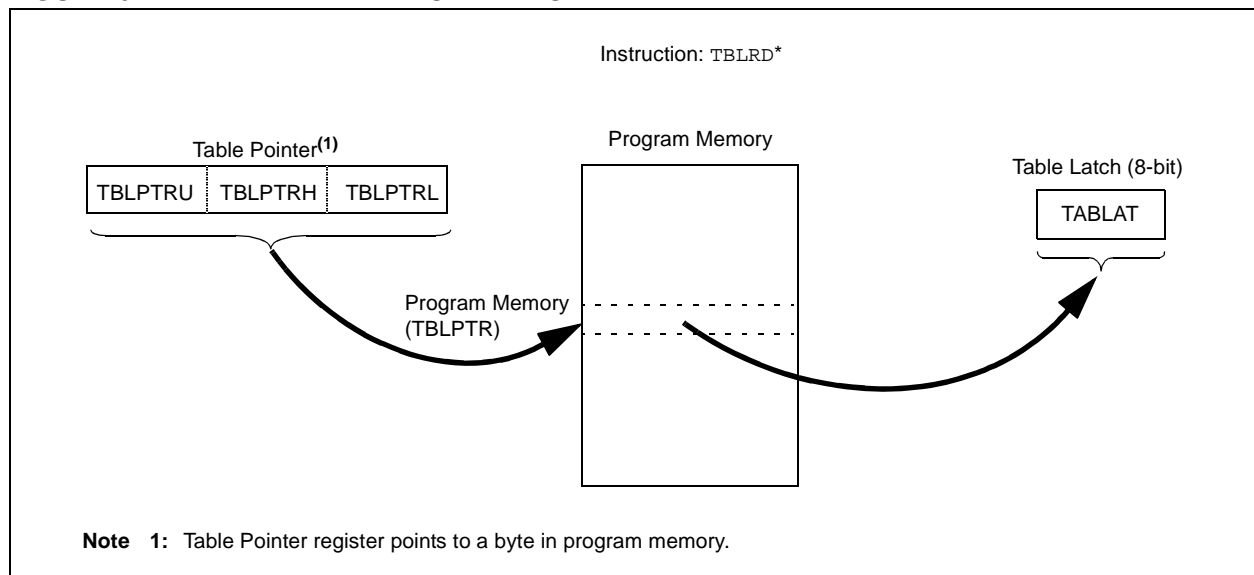 Instruction: TBLRD*
Table Pointer(1)
Program Memory
Table Latch (8-bit)
TBLPTRU TBLPTRH TBLPTRL
TABLAT
Program Memory
(TBLPTR)
Note 1: Table Pointer register points to a byte in program memory.